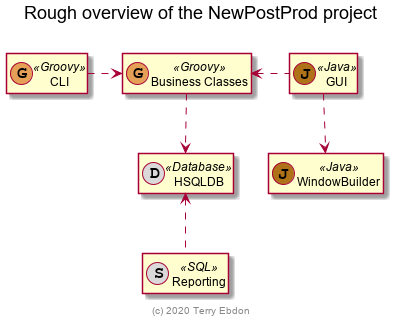 Rough overview of the NewPostProd project
G «Groovy»
CLI
G «Groovy»
Business Classes
J «Java»
GUI
D «Database»
HSQLDB
J «Java»
WindowBuilder
S «SQL»
Reporting
(c) 2020 Terry Ebdon